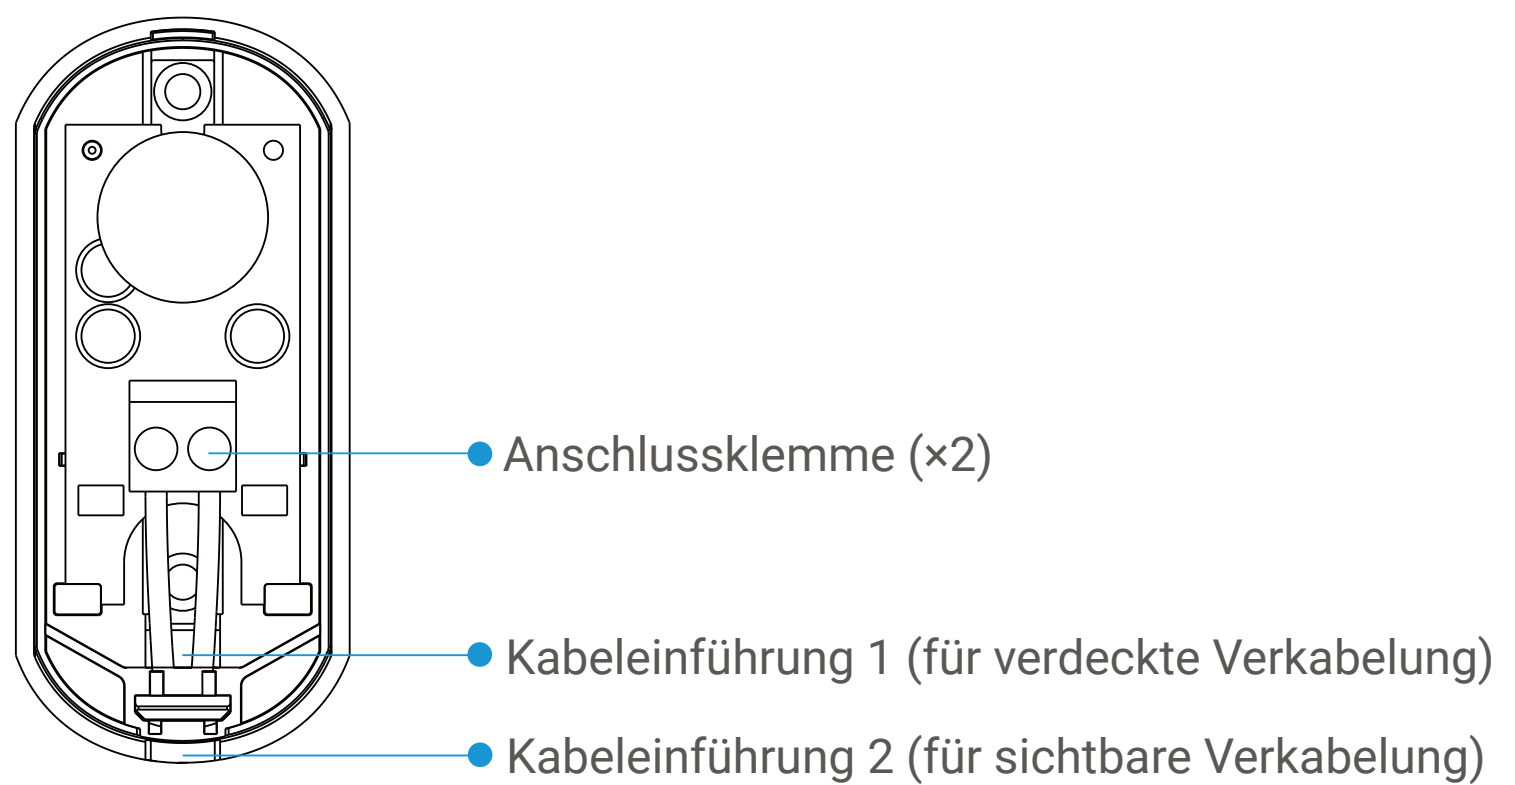 Anschlussklemme (×2)
Kabeleinführung 1 (für verdeckte Verkabelung)
Kabeleinführung 2 (für sichtbare Verkabelung)